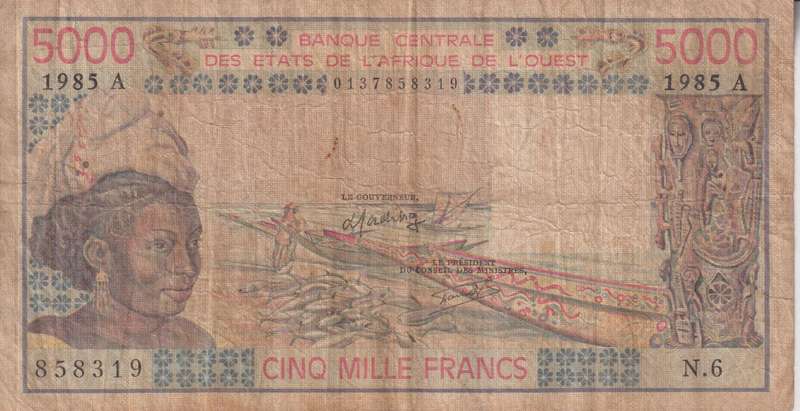 5000 BANQUE CENTRALE 5000
DES ETATS DE L'AFRIQUE DE L'OUEST
1985 A 0137858319 1985 A
LE GOUVERNEUR,
LE PRÉSIDENT
DU CONSEIL DES MINISTRES,
858319 CINQ MILLE FRANCS N.6